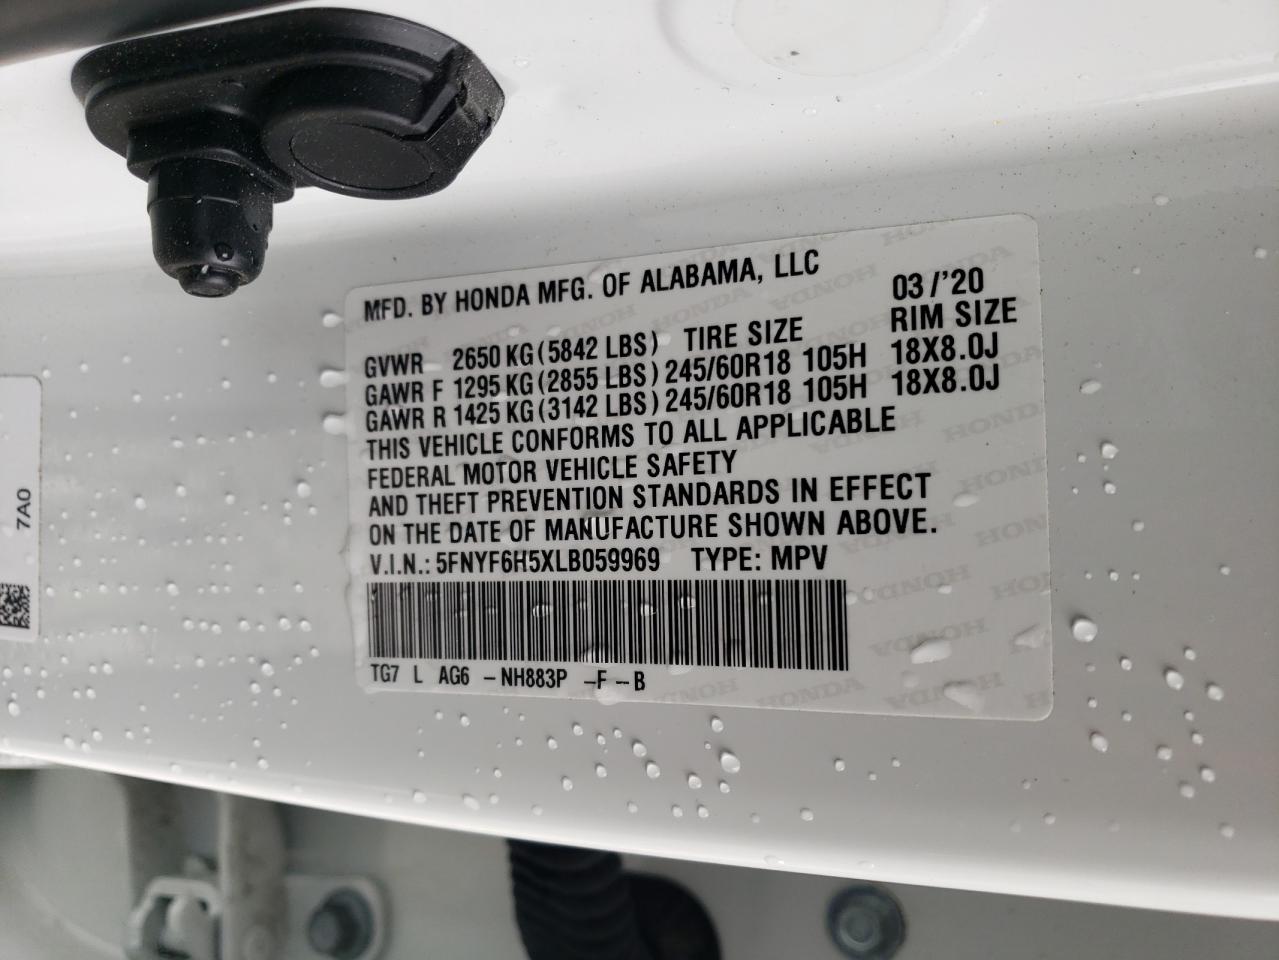 MFD. BY HONDA MFG. OF ALABAMA, LLC 03/'20
GVWR 2650 KG (5842 LBS) TIRE SIZE RIM SIZE
GAWR F 1295 KG (2855 LBS) 245/60R18 105H 18X8.0J
GAWR R 1425 KG (3142 LBS) 245/60R18 105H 18X8.0J
THIS VEHICLE CONFORMS TO ALL APPLICABLE
FEDERAL MOTOR VEHICLE SAFETY
AND THEFT PREVENTION STANDARDS IN EFFECT
ON THE DATE OF MANUFACTURE SHOWN ABOVE.
V.I.N.: 5FNYF6H5XLB059969 TYPE: MPV
TG7 L AG6 -NH883P -F -B
7A0